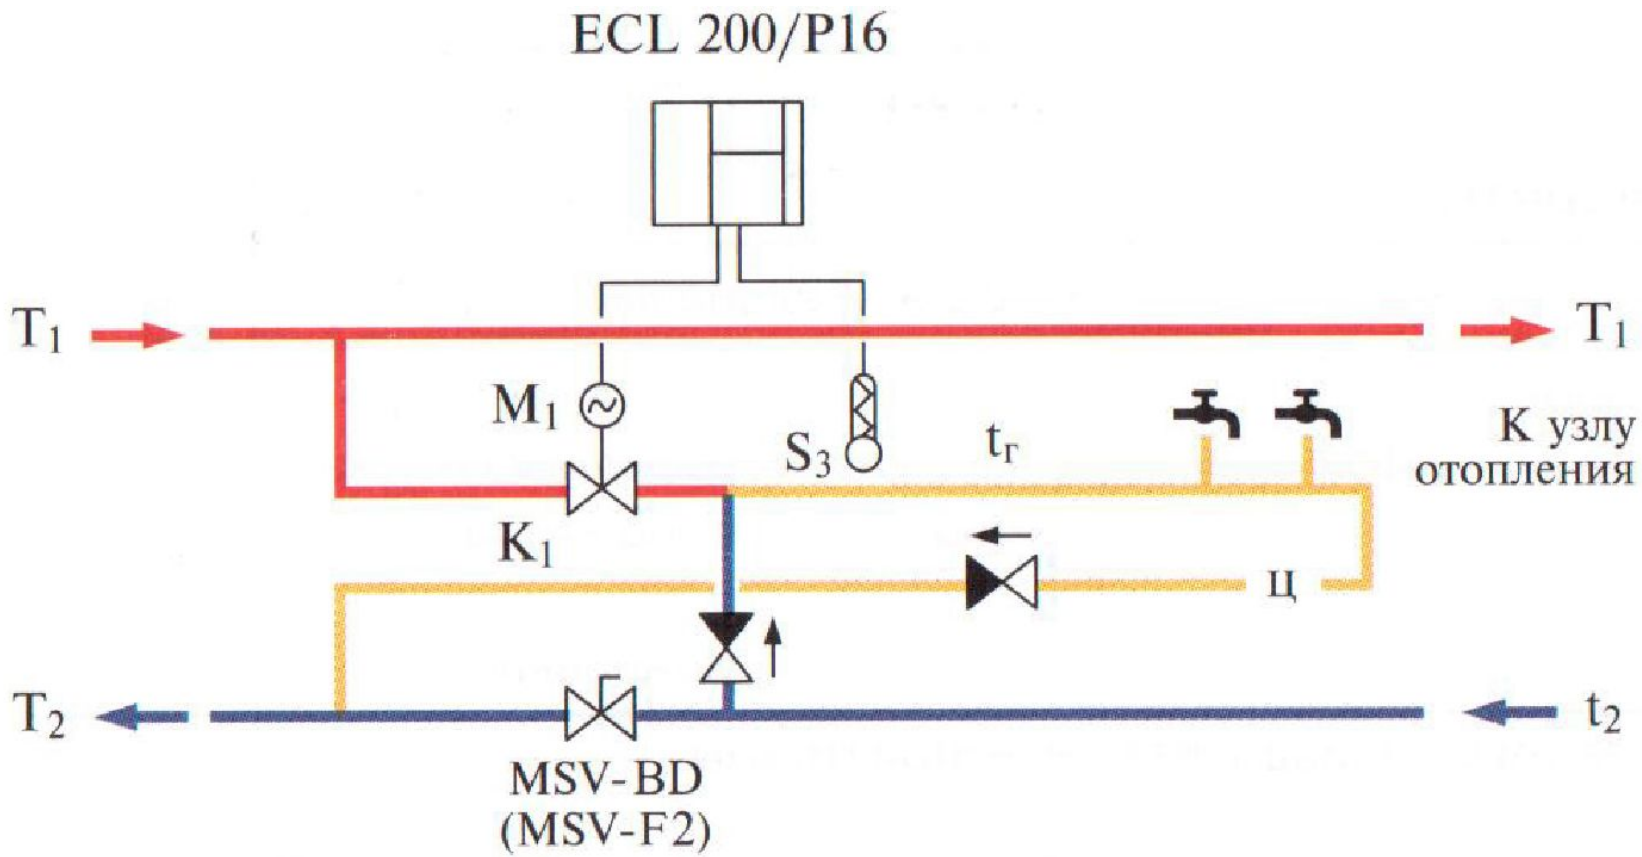 ECL 200/P16
T1
T1
M1
S3
tг
К узлу
отопления
K1
Ц
T2
t2
MSV-BD
(MSV-F2)